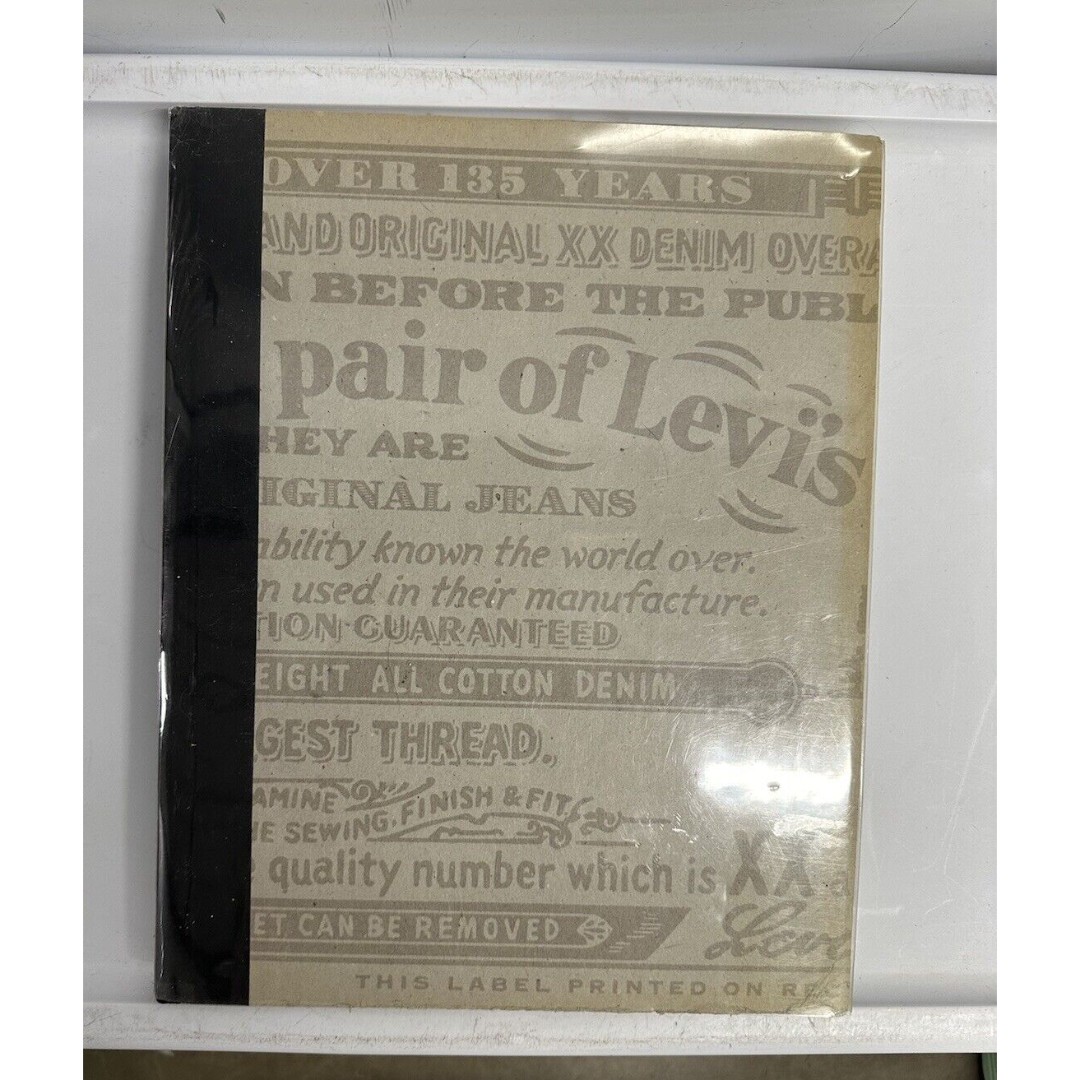 OVER 135 YEARS
AND ORIGINAL XX DENIM OVERA
N BEFORE THE PUBL
pair of Levi's
HEY ARE
IGINAL JEANS
ability known the world over.
n used in their manufacture.
TION GUARANTEED
EIGHT ALL COTTON DENIM
GEST THREAD.
AMINE FINISH & FIT
HE SEWING,
e quality number which is XX
ET CAN BE REMOVED
Levi
THIS LABEL PRINTED ON RE